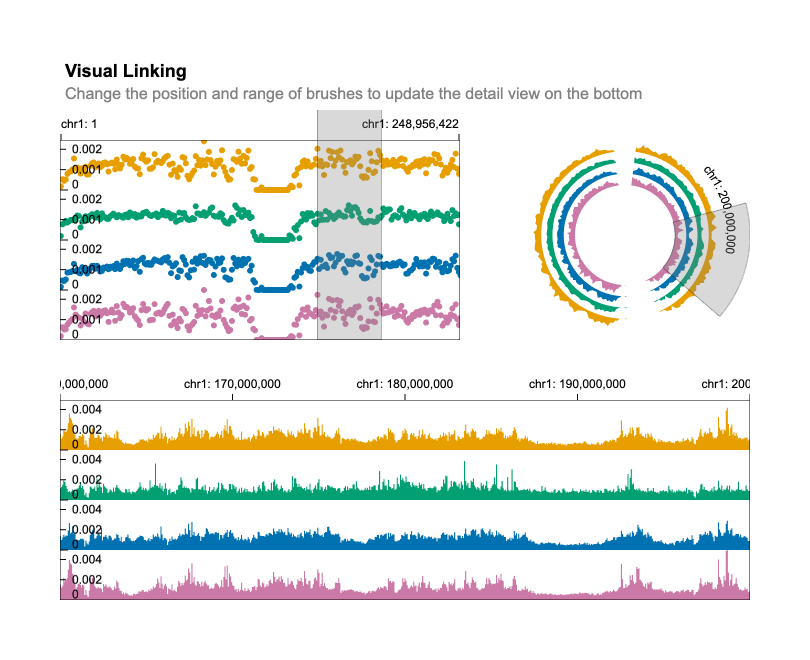 Visual Linking
Change the position and range of brushes to update the detail view on the bottom
chr1: 1
chr1: 248,956,422
0.002
0.001
0
0.002
0.001
0
0.002
0.001
0
0.002
0.001
0
chr1: 200,000,000
0,000,000
chr1: 170,000,000
chr1: 180,000,000
chr1: 190,000,000
chr1: 200
0.004
0.002
0
0.004
0.002
0
0.004
0.002
0
0.004
0.002
0